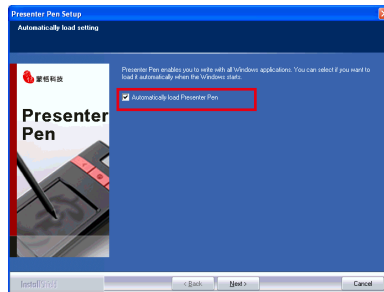 Presenter Pen Setup
Automatically load setting
Presenter Pen enables you to write with all Windows applications. You can select if you want to
load it automatically when the Windows starts.
蒙恬科技
Automatically load Presenter Pen
Presenter
Pen
InstallShield
< Back
Next >
Cancel